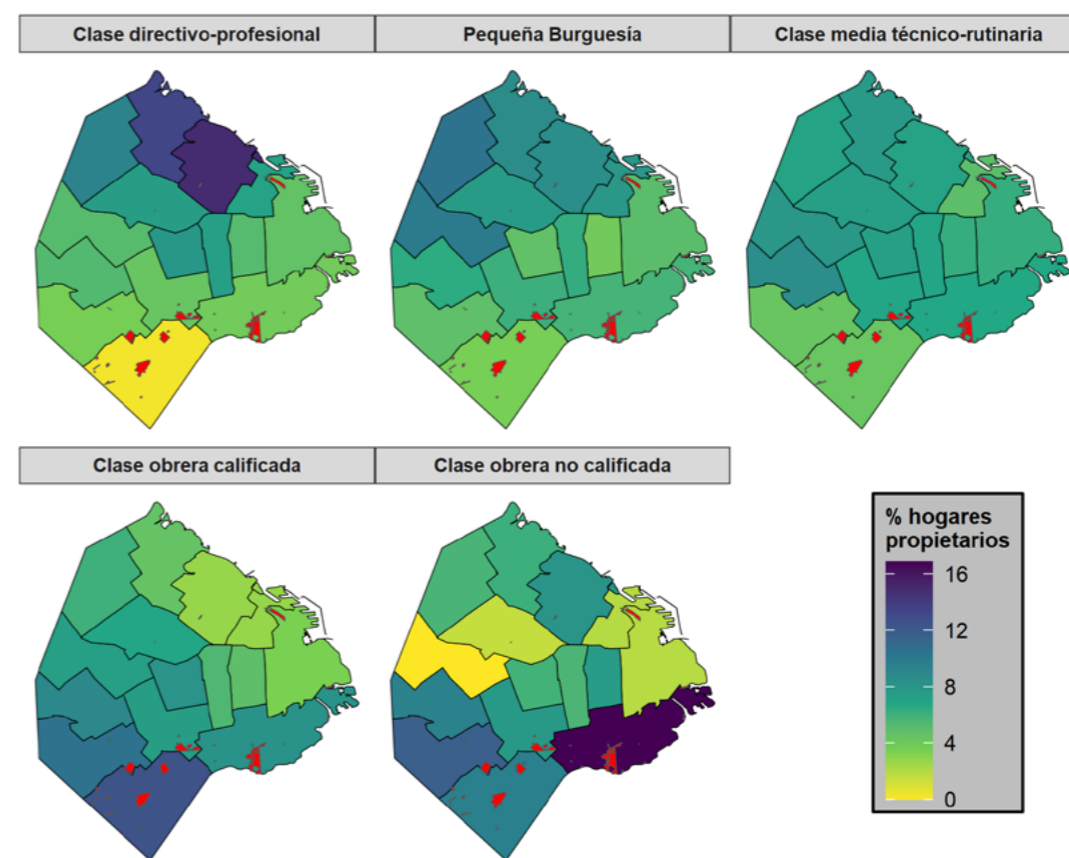 Clase directivo-profesional
Pequeña Burguesía
Clase media técnico-rutinaria
Clase obrera calificada
Clase obrera no calificada
% hogares
propietarios
16
12
8
4
0